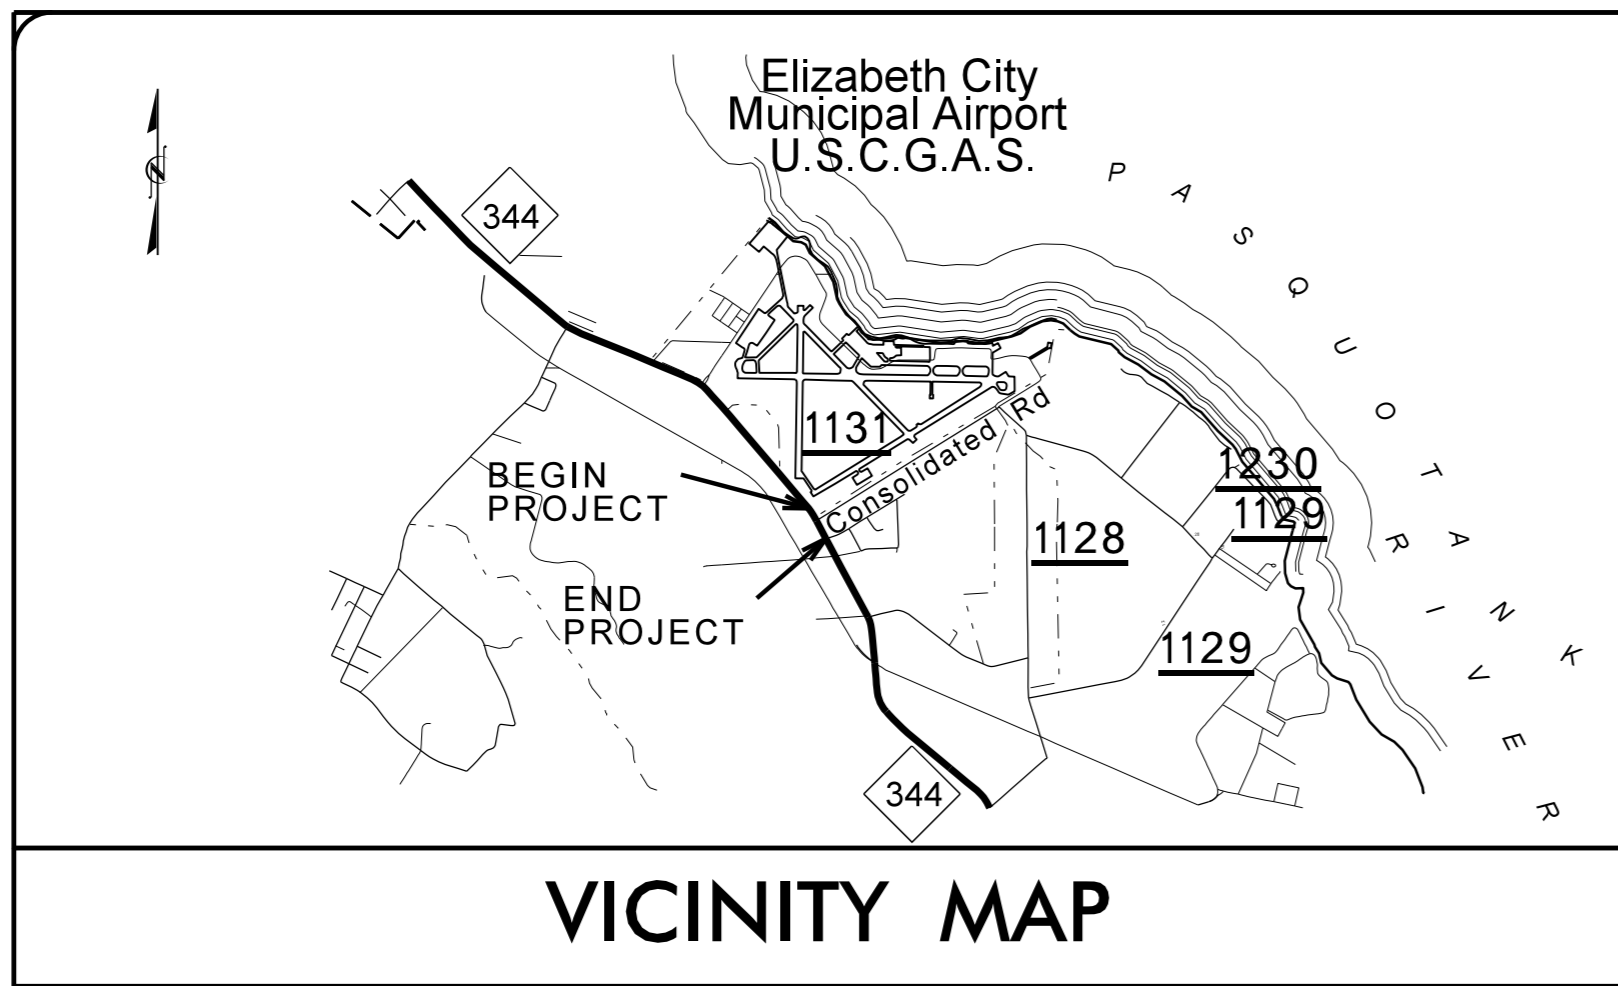 Elizabeth City
Municipal Airport
U.S.C.G.A.S.
N
344
PASQUOTANK
RIVER
1131
Consolidated Rd
BEGIN
PROJECT
1230
1129
1128
END
PROJECT
1129
344
VICINITY MAP